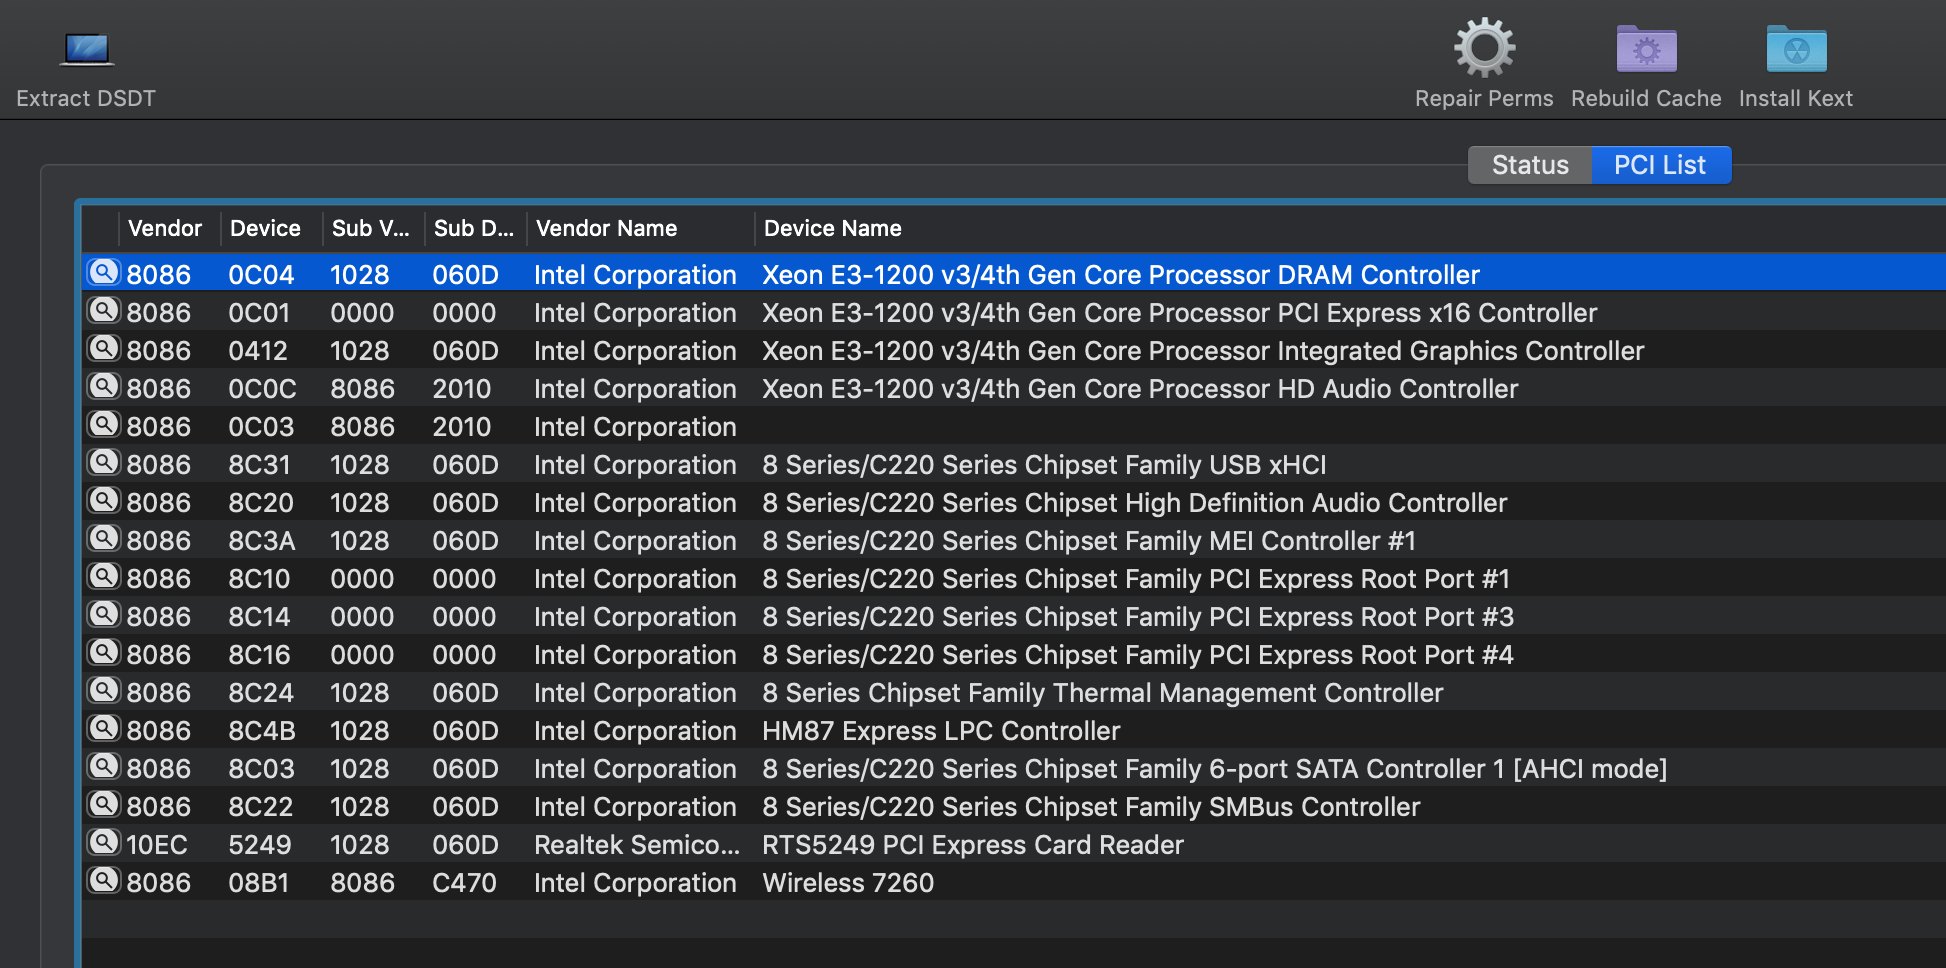 Extract DSDT
Repair Perms Rebuild Cache Install Kext
Status PCI List
Vendor Device Sub V... Sub D... Vendor Name Device Name
8086 0C04 1028 060D Intel Corporation Xeon E3-1200 v3/4th Gen Core Processor DRAM Controller
8086 0C01 0000 0000 Intel Corporation Xeon E3-1200 v3/4th Gen Core Processor PCI Express x16 Controller
8086 0412 1028 060D Intel Corporation Xeon E3-1200 v3/4th Gen Core Processor Integrated Graphics Controller
8086 0C0C 8086 2010 Intel Corporation Xeon E3-1200 v3/4th Gen Core Processor HD Audio Controller
8086 0C03 8086 2010 Intel Corporation
8086 8C31 1028 060D Intel Corporation 8 Series/C220 Series Chipset Family USB xHCI
8086 8C20 1028 060D Intel Corporation 8 Series/C220 Series Chipset High Definition Audio Controller
8086 8C3A 1028 060D Intel Corporation 8 Series/C220 Series Chipset Family MEI Controller #1
8086 8C10 0000 0000 Intel Corporation 8 Series/C220 Series Chipset Family PCI Express Root Port #1
8086 8C14 0000 0000 Intel Corporation 8 Series/C220 Series Chipset Family PCI Express Root Port #3
8086 8C16 0000 0000 Intel Corporation 8 Series/C220 Series Chipset Family PCI Express Root Port #4
8086 8C24 1028 060D Intel Corporation 8 Series Chipset Family Thermal Management Controller
8086 8C4B 1028 060D Intel Corporation HM87 Express LPC Controller
8086 8C03 1028 060D Intel Corporation 8 Series/C220 Series Chipset Family 6-port SATA Controller 1 [AHCI mode]
8086 8C22 1028 060D Intel Corporation 8 Series/C220 Series Chipset Family SMBus Controller
10EC 5249 1028 060D Realtek Semico... RTS5249 PCI Express Card Reader
8086 08B1 8086 C470 Intel Corporation Wireless 7260